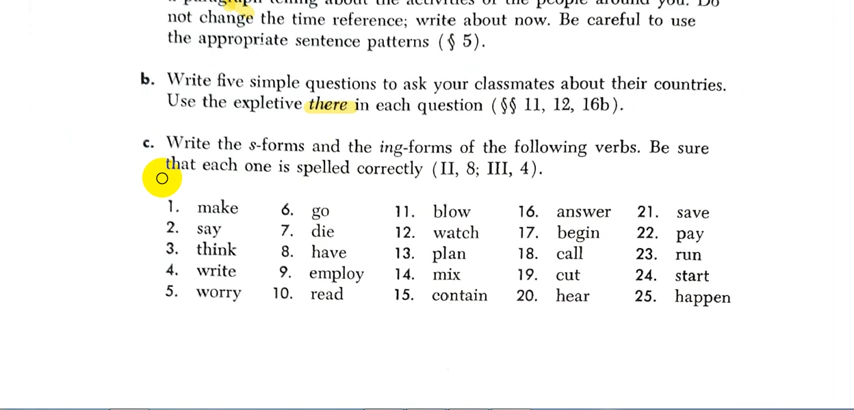 not change the time reference; write about now. Be careful to use
the appropriate sentence patterns (§ 5).
b. Write five simple questions to ask your classmates about their countries.
Use the expletive there in each question (§§ 11, 12, 16b).
c. Write the s-forms and the ing-forms of the following verbs. Be sure
that each one is spelled correctly (II, 8; III, 4).
1. make 6. go 11. blow 16. answer 21. save
2. say 7. die 12. watch 17. begin 22. pay
3. think 8. have 13. plan 18. call 23. run
4. write 9. employ 14. mix 19. cut 24. start
5. worry 10. read 15. contain 20. hear 25. happen